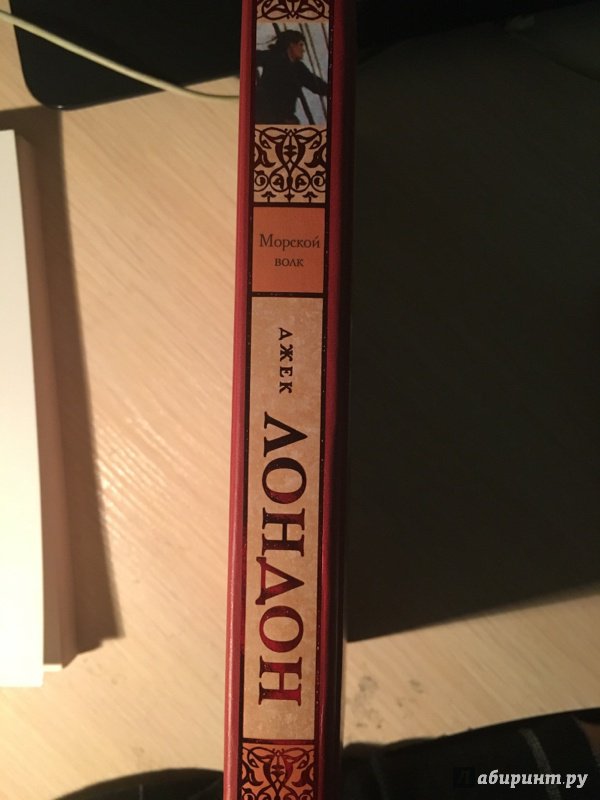 Морской
волк
ДЖЕК
ЛОНДОН
Лабиринт.ру